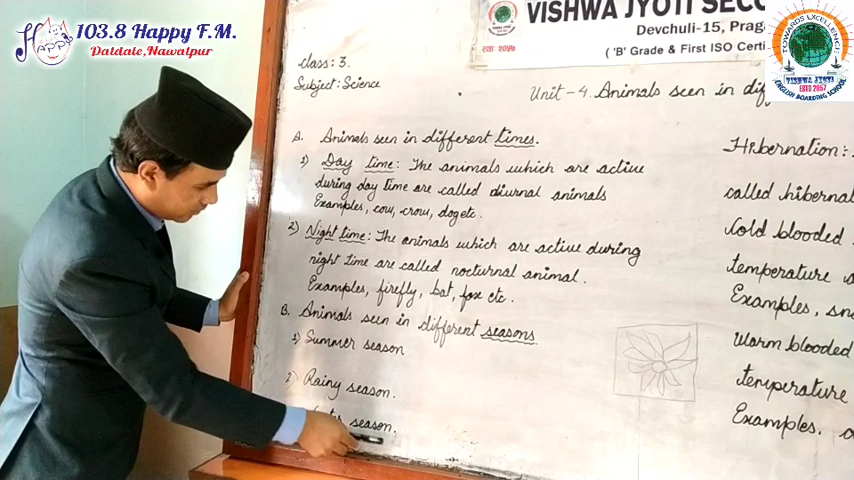 Happy 103.8 Happy F.M.
Daldale, Nawalpur
VISHWA JYOTI SECO
Devchuli-15, Prag
('B' Grade & First ISO Certi
TOWARDS EXCELLENCE
VISHWA JYOTI
ENGLISH BOARDING SCHOOL
ESTD 2057
class: 3.
Subject: Science
Unit-4. Animals seen in dif
A. Animals seen in different times.
1) Day time: The animals which are active
during day time are called diurnal animals
Examples, cow, crow, dog etc.
2) Night time: The animals which are active during
night time are called nocturnal animal.
Examples, firefly, bat, fox etc.
B. Animals seen in different seasons.
1) Summer season
2) Rainy season.
season.
Hibernation:
called hibernat
Cold blooded
temperature
Examples, sn
Warm blooded
temperature
Examples.